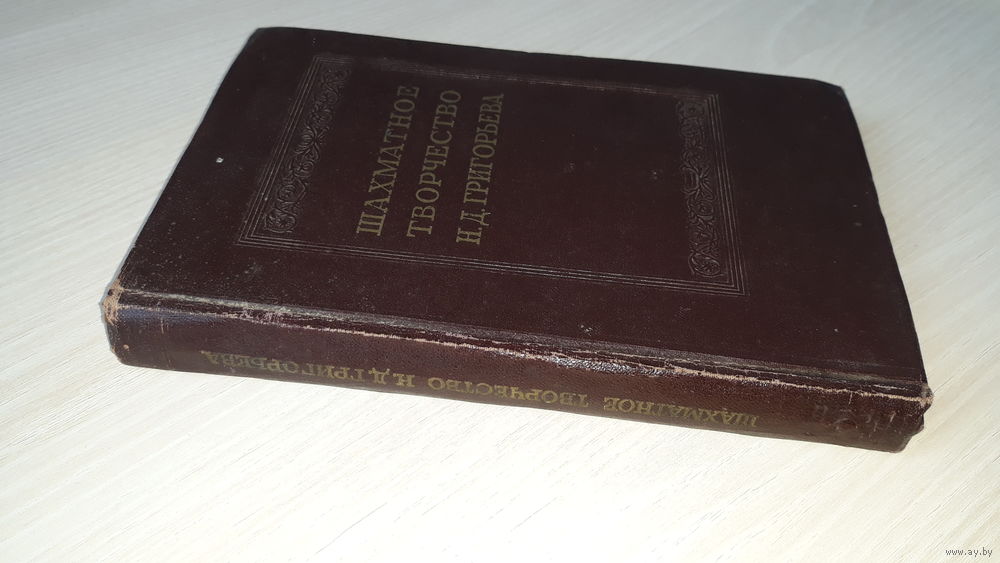 ШАХМАТНОЕ
ТВОРЧЕСТВО
Н.Д. ГРИГОРЬЕВА
ШАХМАТНОЕ ТВОРЧЕСТВО Н.Д. ГРИГОРЬЕВА
www.ay.by